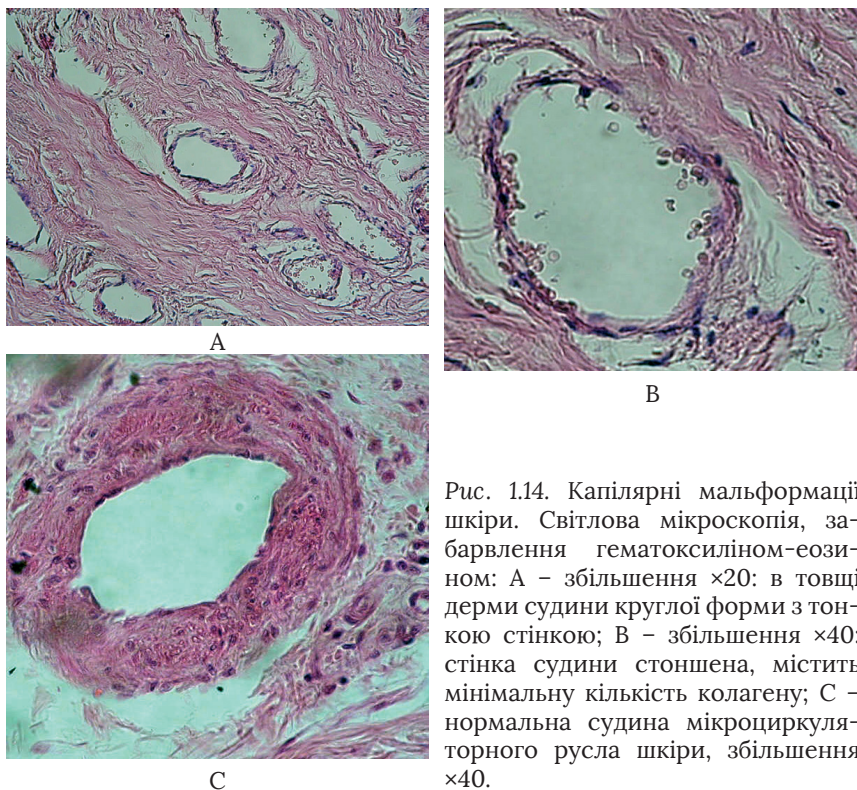 A
B
C
Рис. 1.14. Капілярні мальформації
шкіри. Світлова мікроскопія, за-
барвлення гематоксиліном-еози-
ном: А – збільшення ×20: в товщі
дерми судини круглої форми з тон-
кою стінкою; В – збільшення ×40:
стінка судини стоншена, містить
мінімальну кількість колагену; С –
нормальна судина мікроциркуля-
торного русла шкіри, збільшення
×40.